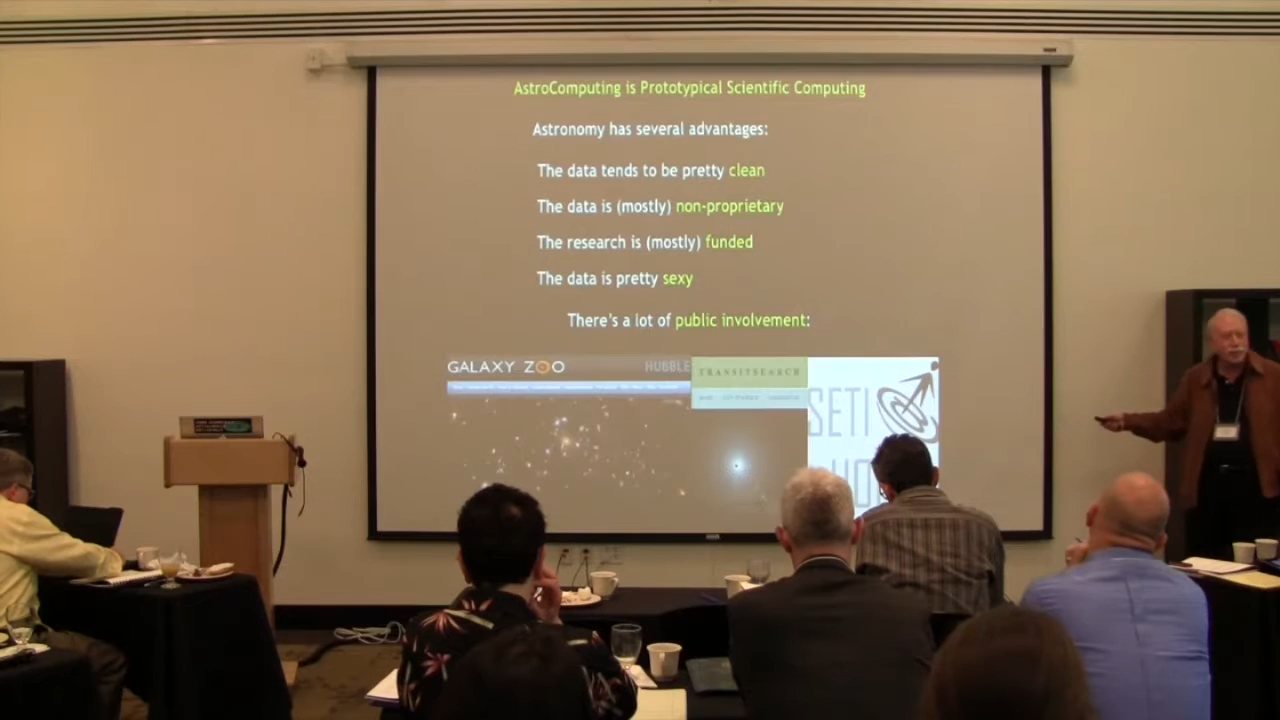 AstroComputing is Prototypical Scientific Computing
Astronomy has several advantages:
The data tends to be pretty clean
The data is (mostly) non-proprietary
The research is (mostly) funded
The data is pretty sexy
There's a lot of public involvement:
GALAXY ZOO HUBBLE
TRANSITSEARCH
SETI